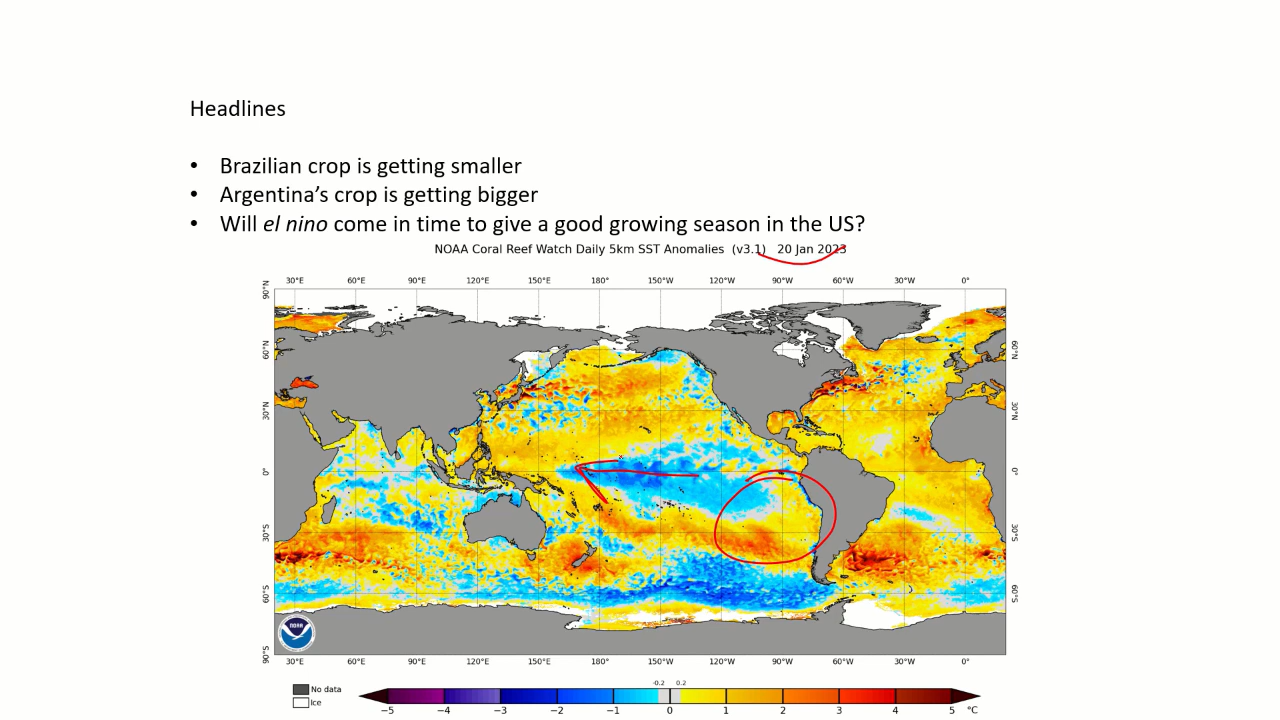 Headlines
• Brazilian crop is getting smaller
• Argentina's crop is getting bigger
• Will el nino come in time to give a good growing season in the US?
NOAA Coral Reef Watch Daily 5km SST Anomalies (v3.1) 20 Jan 2023
30°E 60°E 90°E 120°E 150°E 180° 150°W 120°W 90°W 60°W 30°W 0°
90°N
60°N 60°N
30°N 30°N
0° 0°
30°S 30°S
60°S 60°S
90°S
NOAA
30°E 60°E 90°E 120°E 150°E 180° 150°W 120°W 90°W 60°W 30°W 0°
-0.2 0.2
No data
Ice
−5 −4 −3 −2 −1 0 1 2 3 4 5 °C